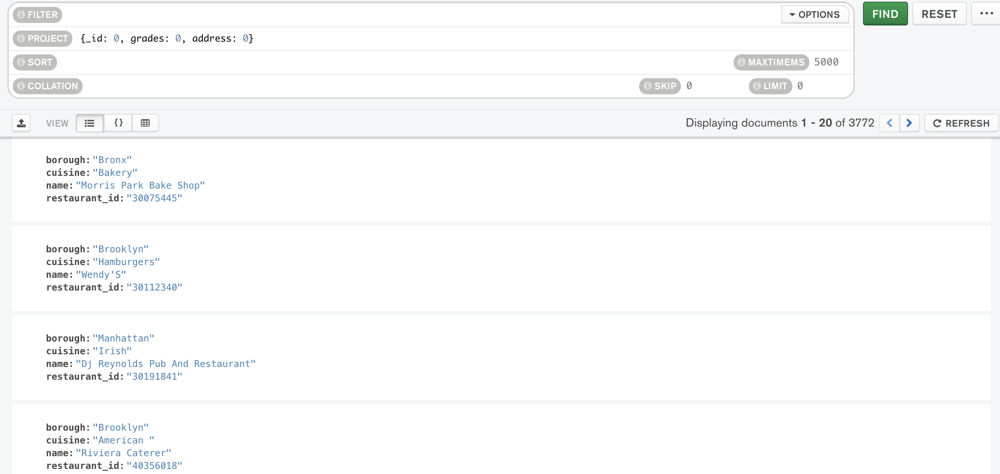 FILTER
OPTIONS
FIND
RESET
...
PROJECT {_id: 0, grades: 0, address: 0}
SORT
MAXTIMEMS 5000
COLLATION
SKIP 0
LIMIT 0
VIEW
{}
Displaying documents 1 - 20 of 3772
REFRESH
borough: "Bronx"
cuisine: "Bakery"
name: "Morris Park Bake Shop"
restaurant_id: "30075445"
borough: "Brooklyn"
cuisine: "Hamburgers"
name: "Wendy'S"
restaurant_id: "30112340"
borough: "Manhattan"
cuisine: "Irish"
name: "Dj Reynolds Pub And Restaurant"
restaurant_id: "30191841"
borough: "Brooklyn"
cuisine: "American "
name: "Riviera Caterer"
restaurant_id: "40356018"